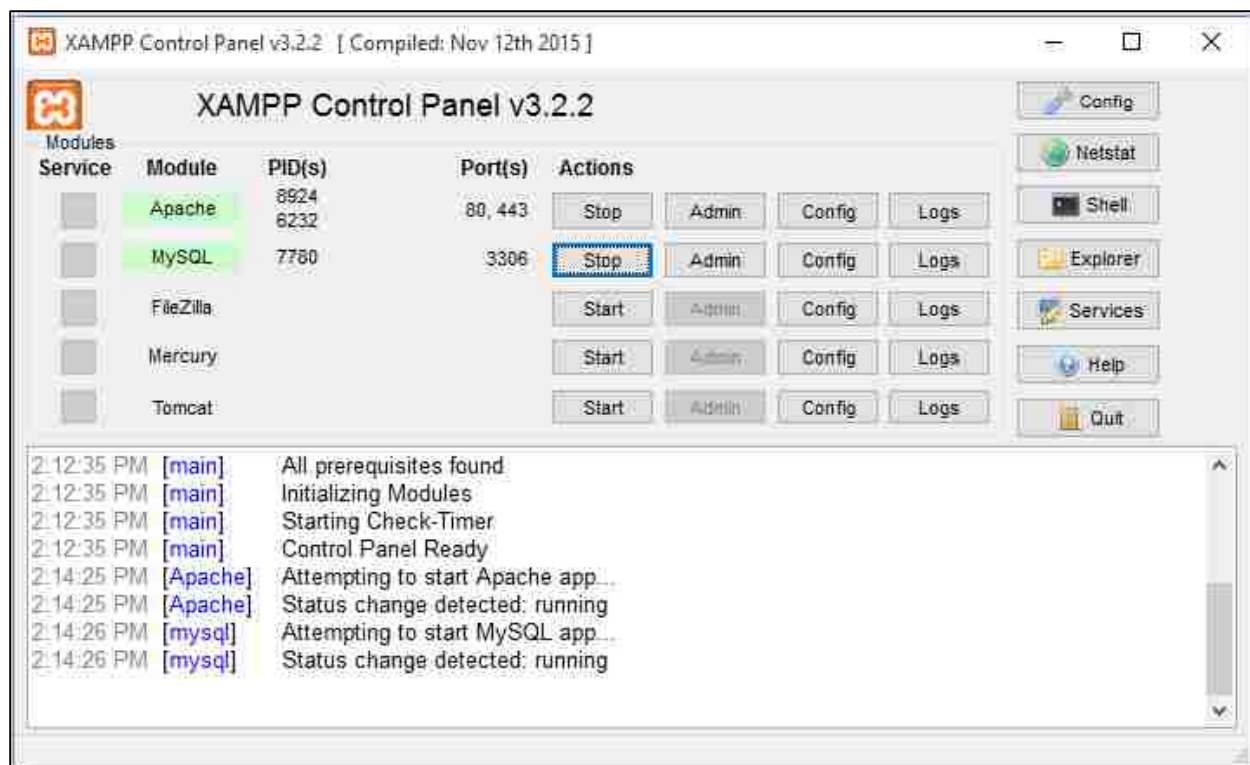 XAMPP Control Panel v3.2.2 [ Compiled: Nov 12th 2015 ]
XAMPP Control Panel v3.2.2
Modules
Service Module PID(s) Port(s) Actions
Apache 8924 6232 80, 443 Stop Admin Config Logs
MySQL 7780 3306 Stop Admin Config Logs
FileZilla Start Admin Config Logs
Mercury Start Admin Config Logs
Tomcat Start Admin Config Logs
Config
Netstat
Shell
Explorer
Services
Help
Quit
2:12:35 PM [main] All prerequisites found
2:12:35 PM [main] Initializing Modules
2:12:35 PM [main] Starting Check-Timer
2:12:35 PM [main] Control Panel Ready
2:14:25 PM [Apache] Attempting to start Apache app...
2:14:25 PM [Apache] Status change detected: running
2:14:26 PM [mysql] Attempting to start MySQL app...
2:14:26 PM [mysql] Status change detected: running